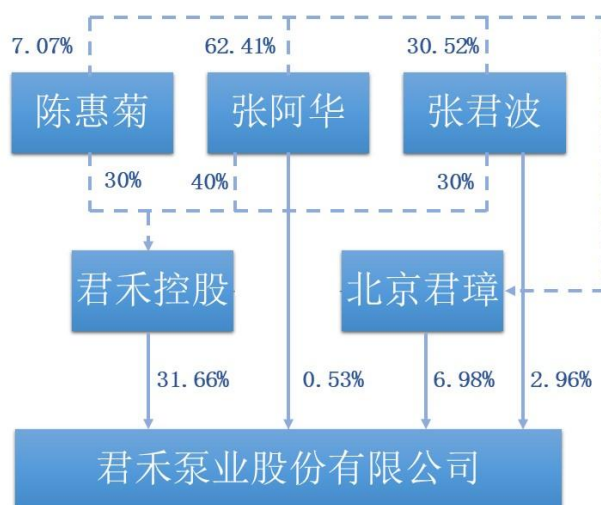 7.07% 62.41% 30.52%
陈惠菊 张阿华 张君波
30% 40% 30%
君禾控股 北京君璋
31.66% 0.53% 6.98% 2.96%
君禾泵业股份有限公司